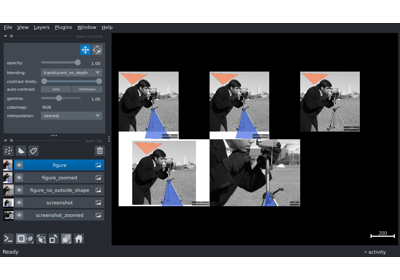 File View Layers Plugins Window Help
opacity: 1.00
blending: translucent_no_depth
contrast limits:
auto-contrast: once continuous
gamma: 1.00
colormap: RGB
interpolation: nearest
figure
figure_zoomed
figure_no_outside_shape
screenshot
screenshot_zoomed
200
Ready
activity